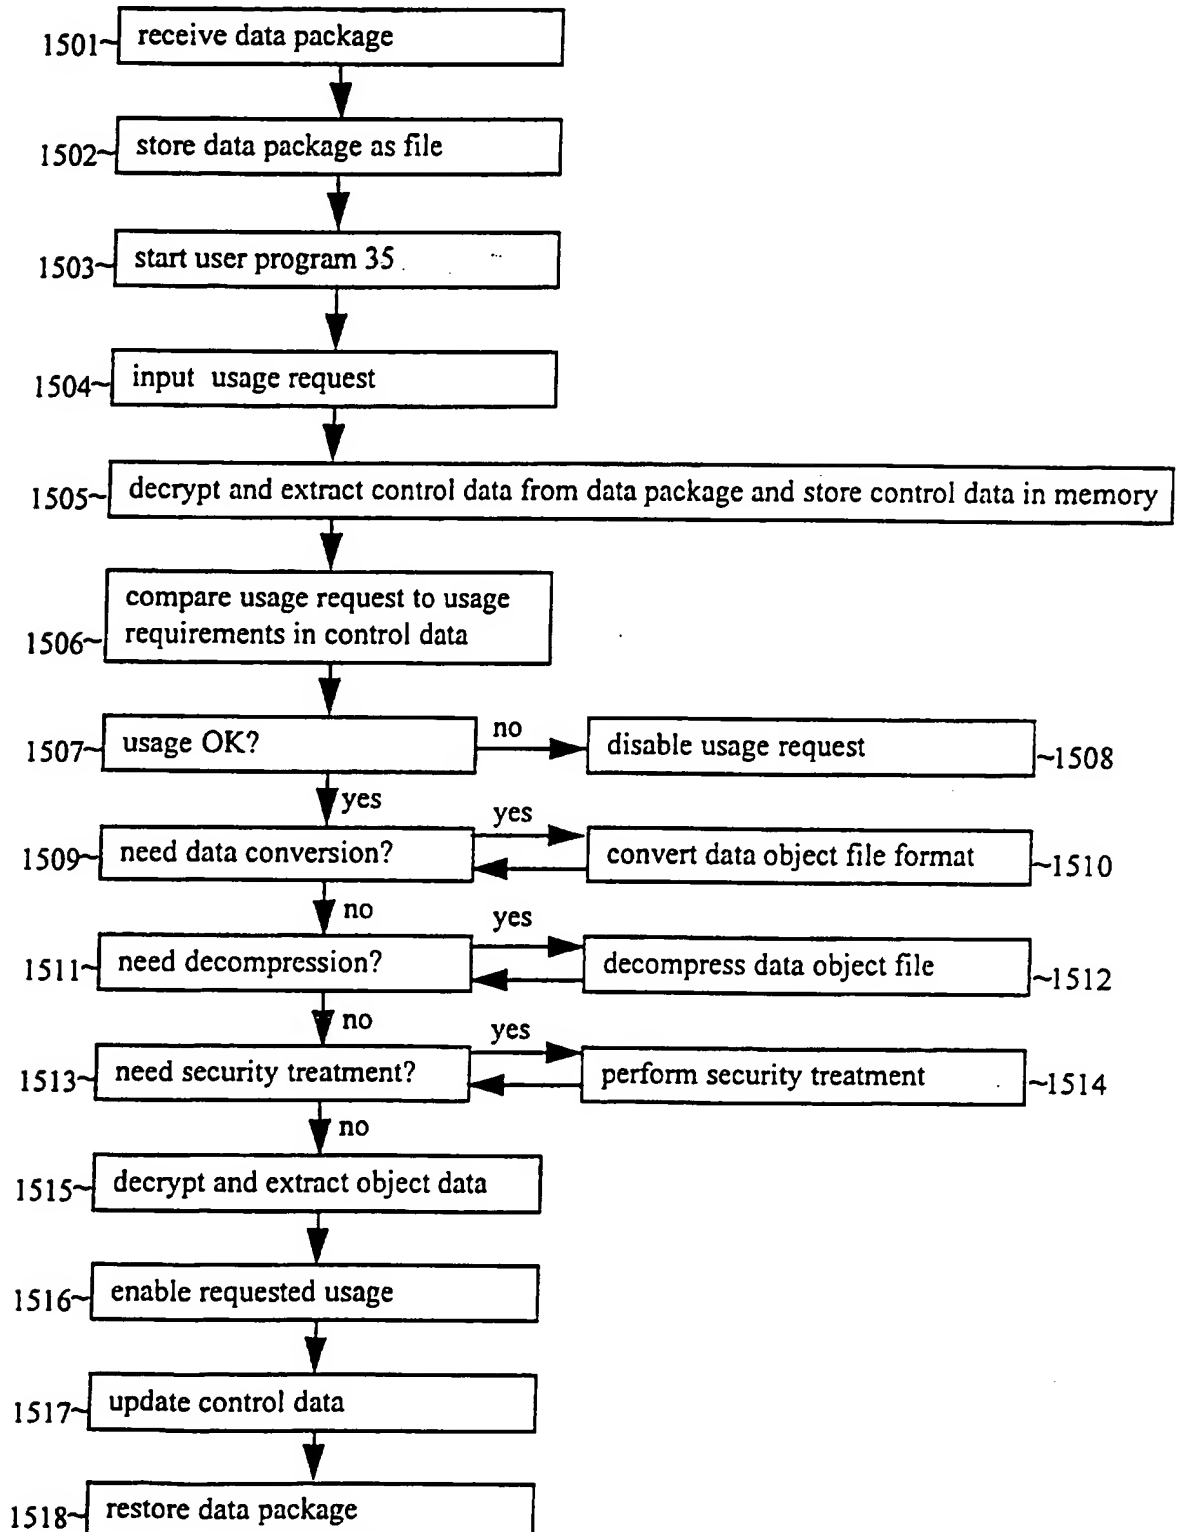 1501~ receive data package
1502~ store data package as file
1503~ start user program 35
1504~ input usage request
1505~ decrypt and extract control data from data package and store control data in memory
compare usage request to usage
1506~ requirements in control data
1507~ usage OK? no disable usage request ~1508
yes
yes
1509~ need data conversion? convert data object file format ~1510
no
yes
1511~ need decompression? decompress data object file ~1512
no
yes
1513~ need security treatment? perform security treatment ~1514
no
1515~ decrypt and extract object data
1516~ enable requested usage
1517~ update control data
1518~ restore data package